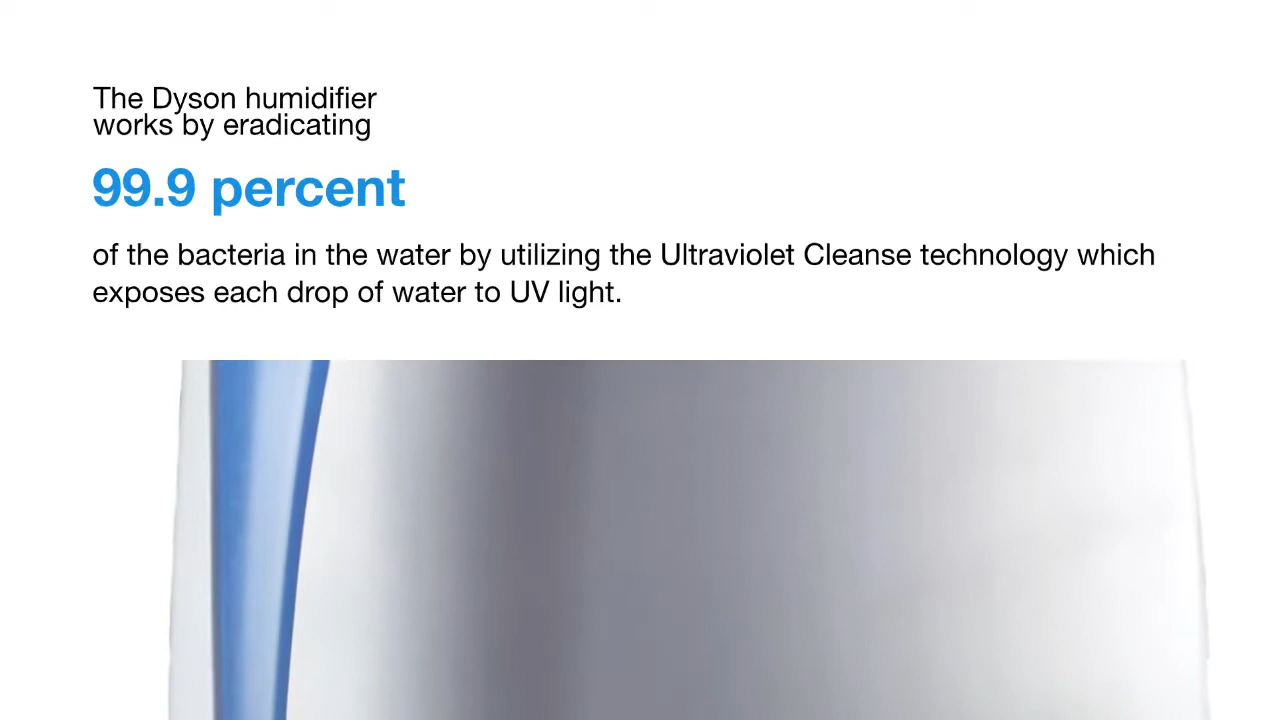 The Dyson humidifier
works by eradicating
99.9 percent
of the bacteria in the water by utilizing the Ultraviolet Cleanse technology which
exposes each drop of water to UV light.